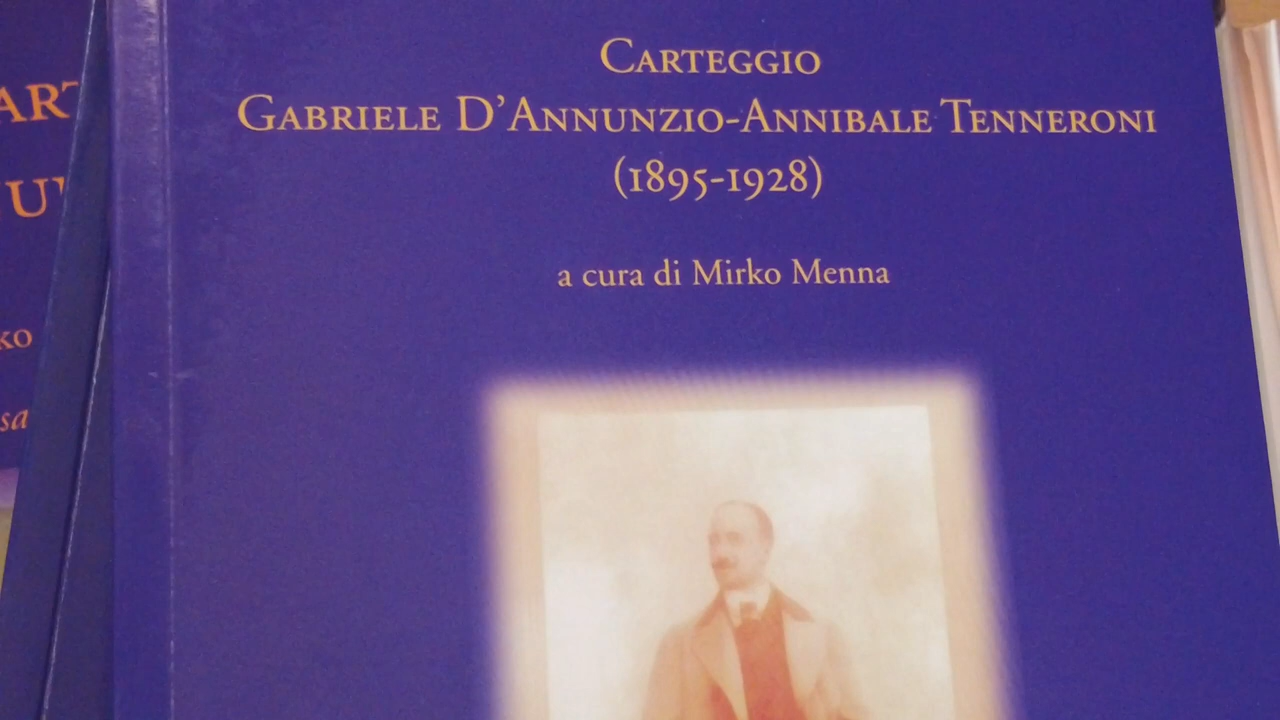 Carteggio
Gabriele D'Annunzio-Annibale Tenneroni
(1895-1928)
a cura di Mirko Menna